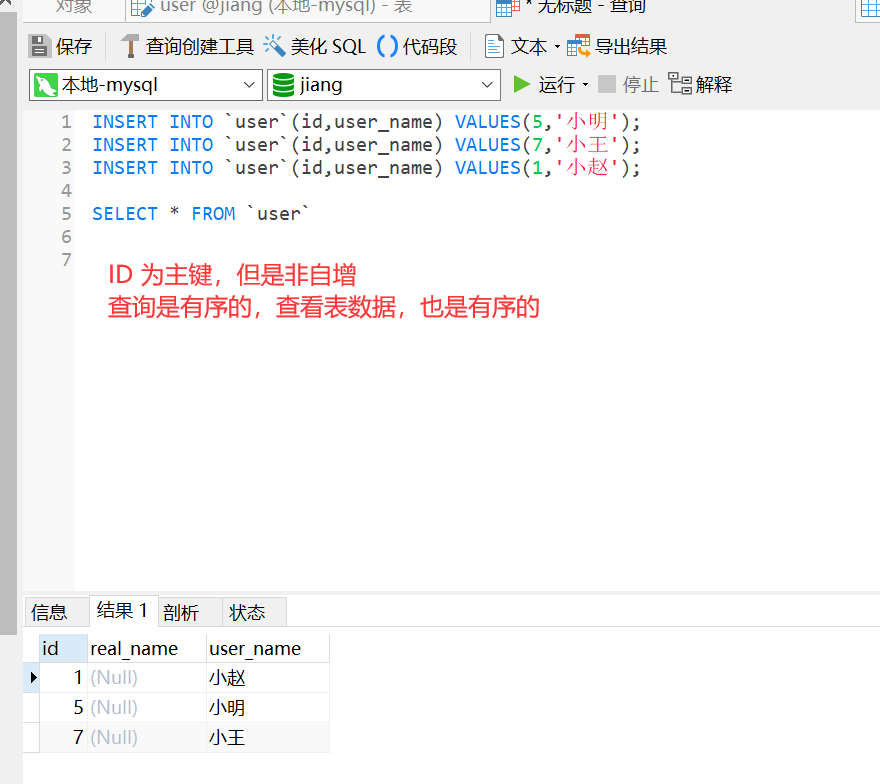 对象 user @jiang (本地-mysql) - 表 * 无标题 - 查询
保存 查询创建工具 美化 SQL () 代码段 文本 导出结果
本地-mysql jiang 运行 停止 解释
1 INSERT INTO `user`(id,user_name) VALUES(5,'小明');
2 INSERT INTO `user`(id,user_name) VALUES(7,'小王');
3 INSERT INTO `user`(id,user_name) VALUES(1,'小赵');
4
5 SELECT * FROM `user`
6
7
ID 为主键，但是非自增
查询是有序的，查看表数据，也是有序的
信息 结果 1 剖析 状态
id real_name user_name
1 (Null) 小赵
5 (Null) 小明
7 (Null) 小王